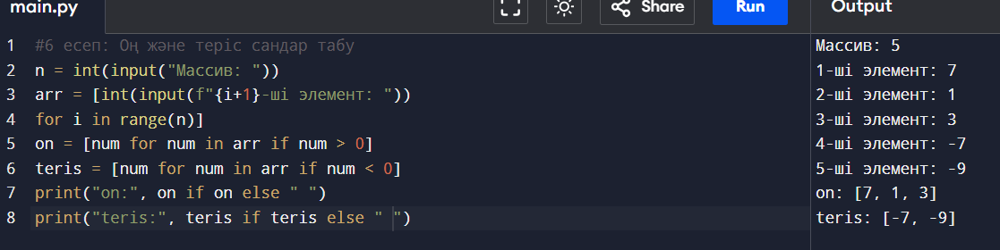 main.py
Share
Run
Output
1 #6 есеп: Оң және теріс сандар табу
2 n = int(input("Массив: "))
3 arr = [int(input(f"{i+1}-ші элемент: "))
4 for i in range(n)]
5 on = [num for num in arr if num > 0]
6 teris = [num for num in arr if num < 0]
7 print("on:", on if on else " ")
8 print("teris:", teris if teris else " ")
Массив: 5
1-ші элемент: 7
2-ші элемент: 1
3-ші элемент: 3
4-ші элемент: -7
5-ші элемент: -9
on: [7, 1, 3]
teris: [-7, -9]